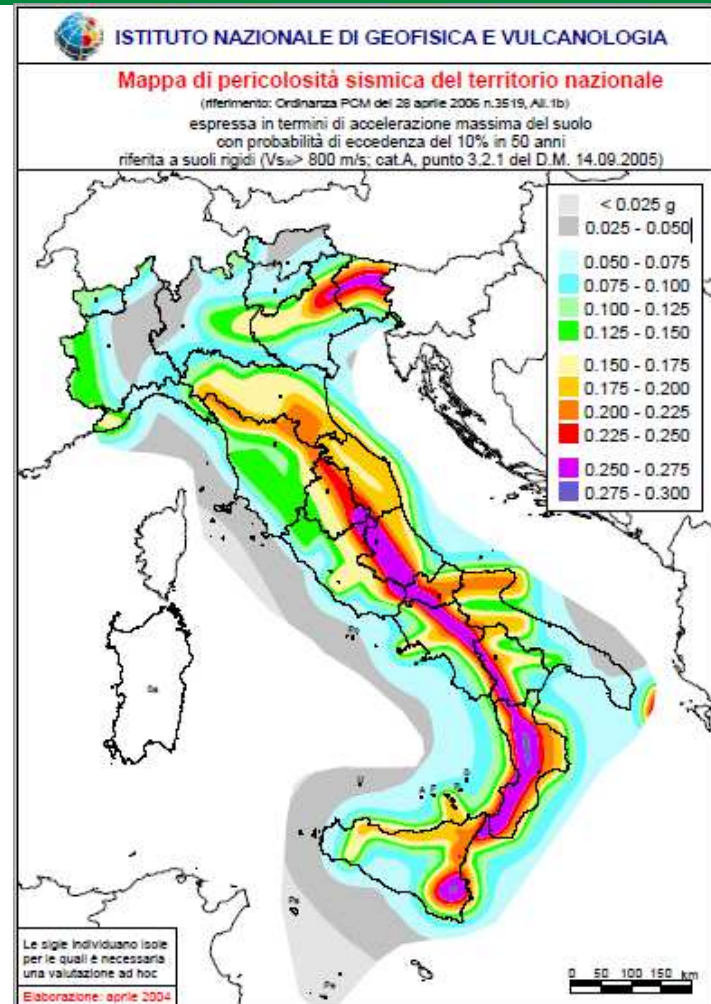 ISTITUTO NAZIONALE DI GEOFISICA E VULCANOLOGIA
Mappa di pericolosità sismica del territorio nazionale
(riferimento: Ordinanza PCM del 28 aprile 2006 n.3519, All.1b)
espressa in termini di accelerazione massima del suolo
con probabilità di eccedenza del 10% in 50 anni
riferita a suoli rigidi (Vs30> 800 m/s; cat.A, punto 3.2.1 del D.M. 14.09.2005)
< 0.025 g
0.025 - 0.050
0.050 - 0.075
0.075 - 0.100
0.100 - 0.125
0.125 - 0.150
0.150 - 0.175
0.175 - 0.200
0.200 - 0.225
0.225 - 0.250
0.250 - 0.275
0.275 - 0.300
U
Le sigle individuano isole
per le quali è necessaria
una valutazione ad hoc
Elaborazione: aprile 2004
0 50 100 150 km